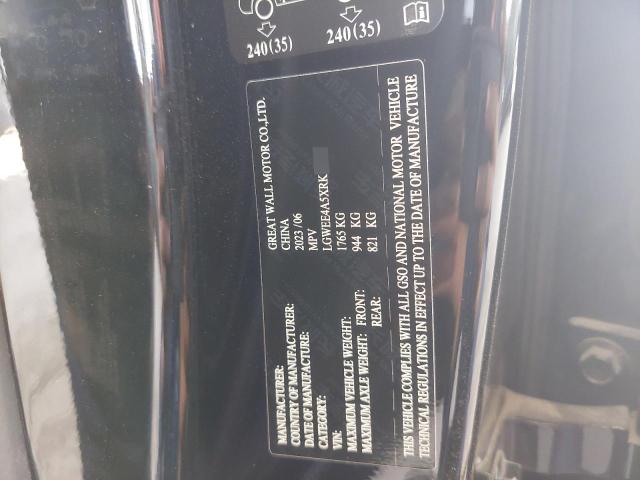 240(35)
240(35)
MANUFACTURER: GREAT WALL MOTOR CO.,LTD.
COUNTRY OF MANUFACTURER: CHINA
DATE OF MANUFACTURE: 2023/06
CATEGORY: MPV
VIN: LGWEE4A5XRK
MAXIMUM VEHICLE WEIGHT: 1765 KG
MAXIMUM AXLE WEIGHT: FRONT: 944 KG
REAR: 821 KG
THIS VEHICLE COMPLIES WITH ALL GSO AND NATIONAL MOTOR VEHICLE
TECHNICAL REGULATIONS IN EFFECT UP TO THE DATE OF MANUFACTURE